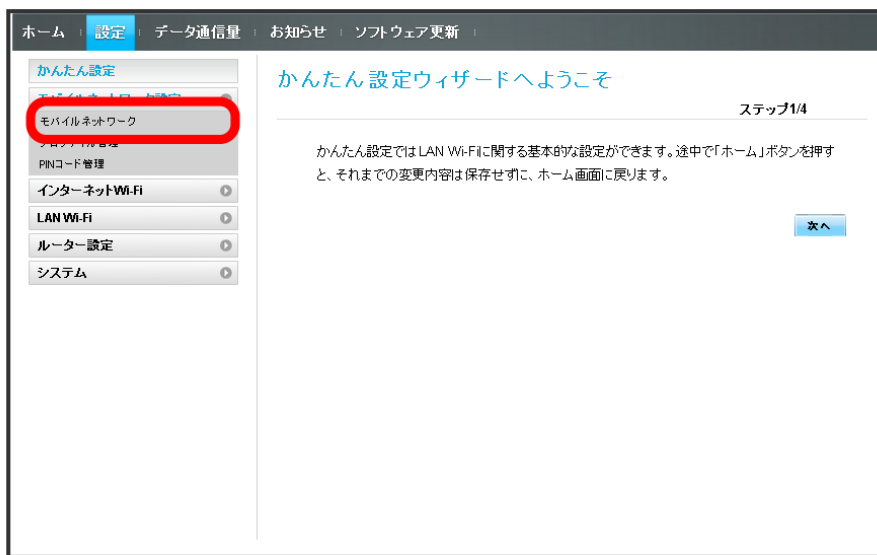 ホーム 設定 データ通信量 お知らせ ソフトウェア更新
かんたん設定
モバイルネットワーク
PINコード管理
インターネットWi-Fi
LAN Wi-Fi
ルーター設定
システム
かんたん設定ウィザードへようこそ
ステップ1/4
かんたん設定ではLAN Wi-Fiに関する基本的な設定ができます。途中で「ホーム」ボタンを押す
と、それまでの変更内容は保存せずに、ホーム画面に戻ります。
次へ